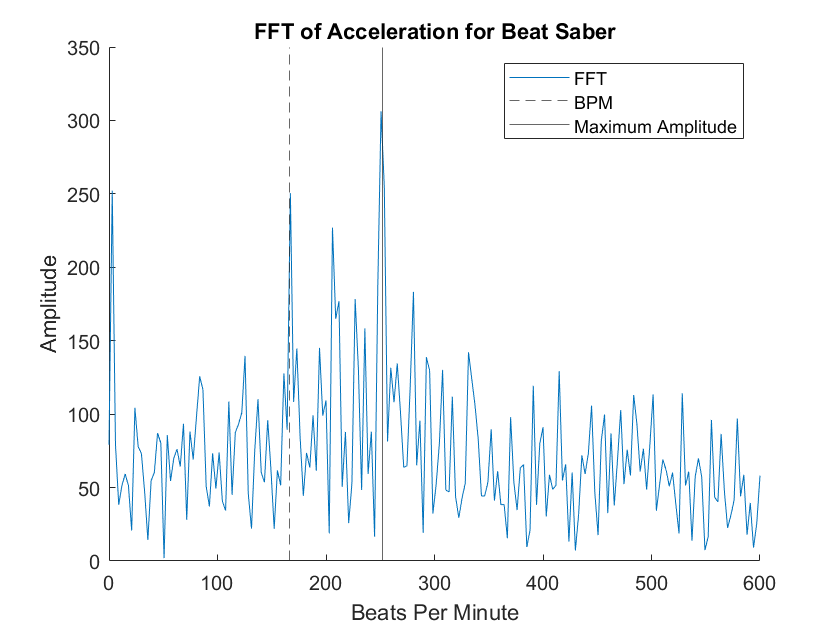 FFT of Acceleration for Beat Saber
350
300
250
200
150
100
50
0
Amplitude
FFT
BPM
Maximum Amplitude
0 100 200 300 400 500 600
Beats Per Minute